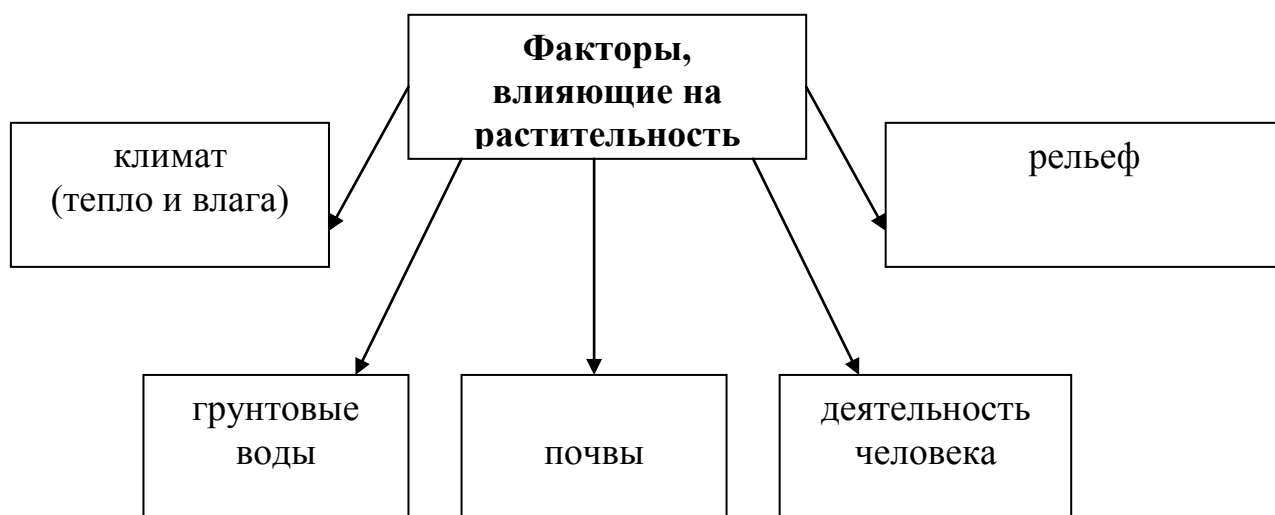 Факторы,
влияющие на
растительность
климат
(тепло и влага)
рельеф
грунтовые
воды
почвы
деятельность
человека